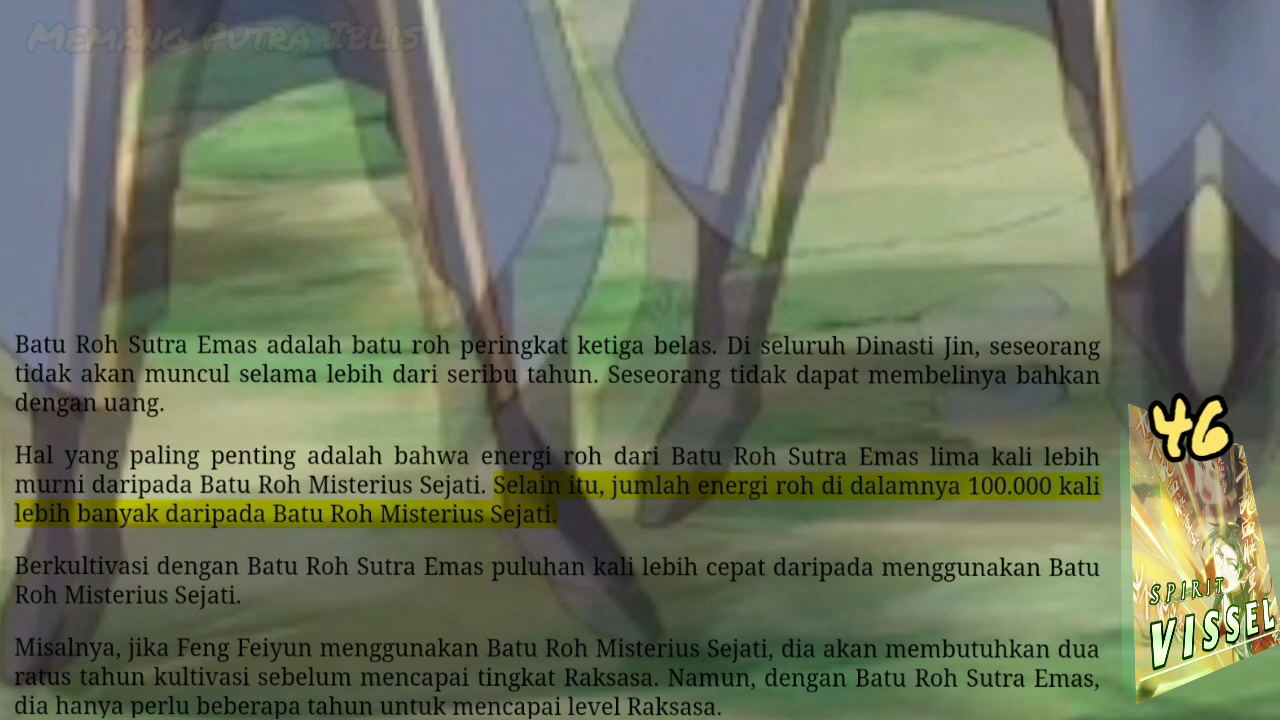 Memang Putra Iblis
Batu Roh Sutra Emas adalah batu roh peringkat ketiga belas. Di seluruh Dinasti Jin, seseorang
tidak akan muncul selama lebih dari seribu tahun. Seseorang tidak dapat membelinya bahkan
dengan uang.
Hal yang paling penting adalah bahwa energi roh dari Batu Roh Sutra Emas lima kali lebih
murni daripada Batu Roh Misterius Sejati. Selain itu, jumlah energi roh di dalamnya 100.000 kali
lebih banyak daripada Batu Roh Misterius Sejati.
Berkultivasi dengan Batu Roh Sutra Emas puluhan kali lebih cepat daripada menggunakan Batu
Roh Misterius Sejati.
Misalnya, jika Feng Feiyun menggunakan Batu Roh Misterius Sejati, dia akan membutuhkan dua
ratus tahun kultivasi sebelum mencapai tingkat Raksasa. Namun, dengan Batu Roh Sutra Emas,
dia hanya perlu beberapa tahun untuk mencapai level Raksasa.
46
SPIRIT
VISSEL